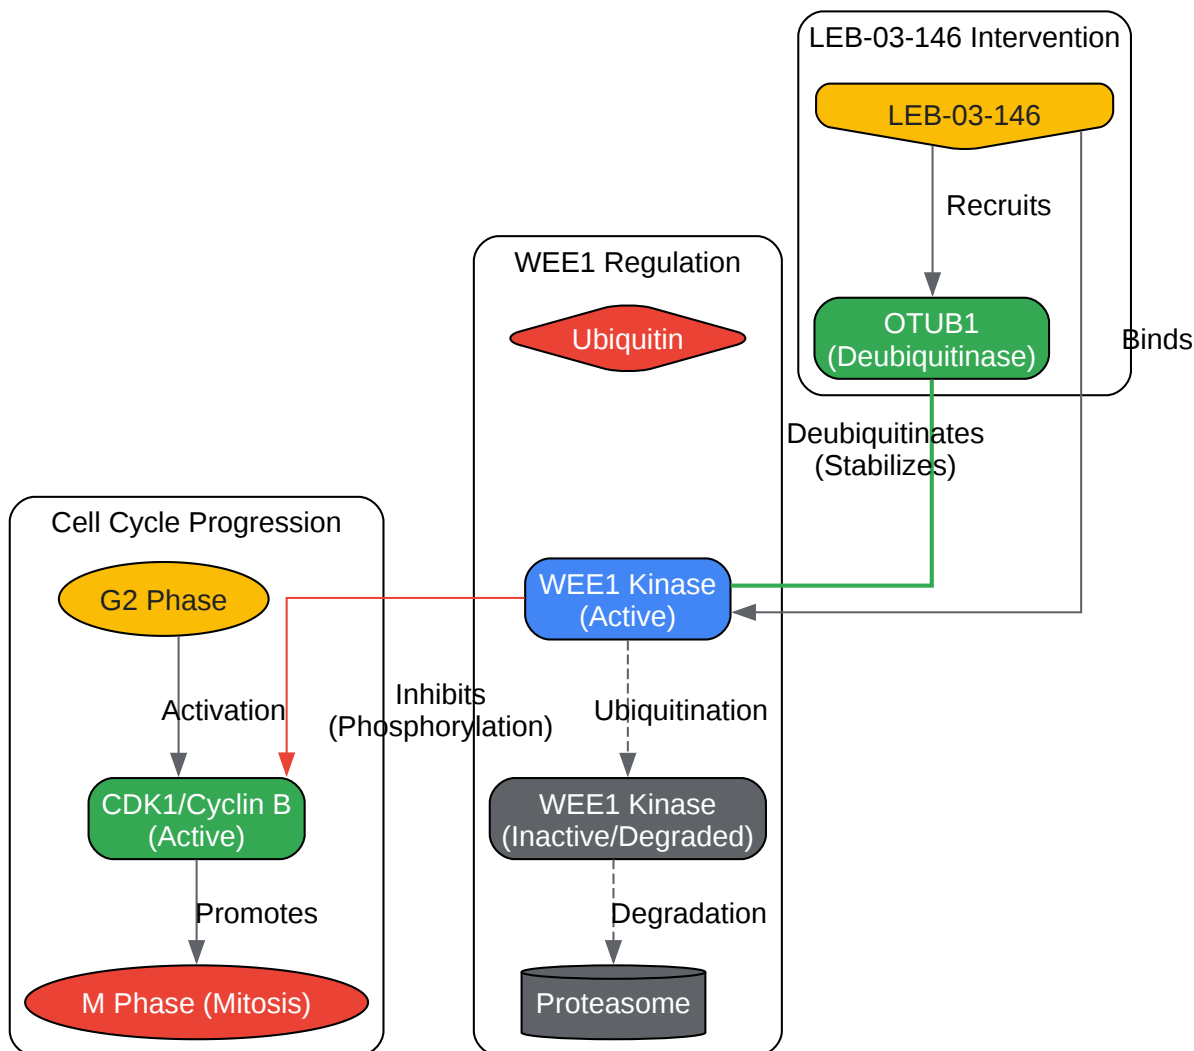 LEB-03-146 Intervention
LEB-03-146
Recruits
WEE1 Regulation
Ubiquitin
OTUB1
(Deubiquitinase)
Binds
Deubiquitinates
(Stabilizes)
Cell Cycle Progression
G2 Phase
WEE1 Kinase
(Active)
Activation
Inhibits
(Phosphorylation)
Ubiquitination
CDK1/Cyclin B
(Active)
WEE1 Kinase
(Inactive/Degraded)
Promotes
Degradation
M Phase (Mitosis)
Proteasome